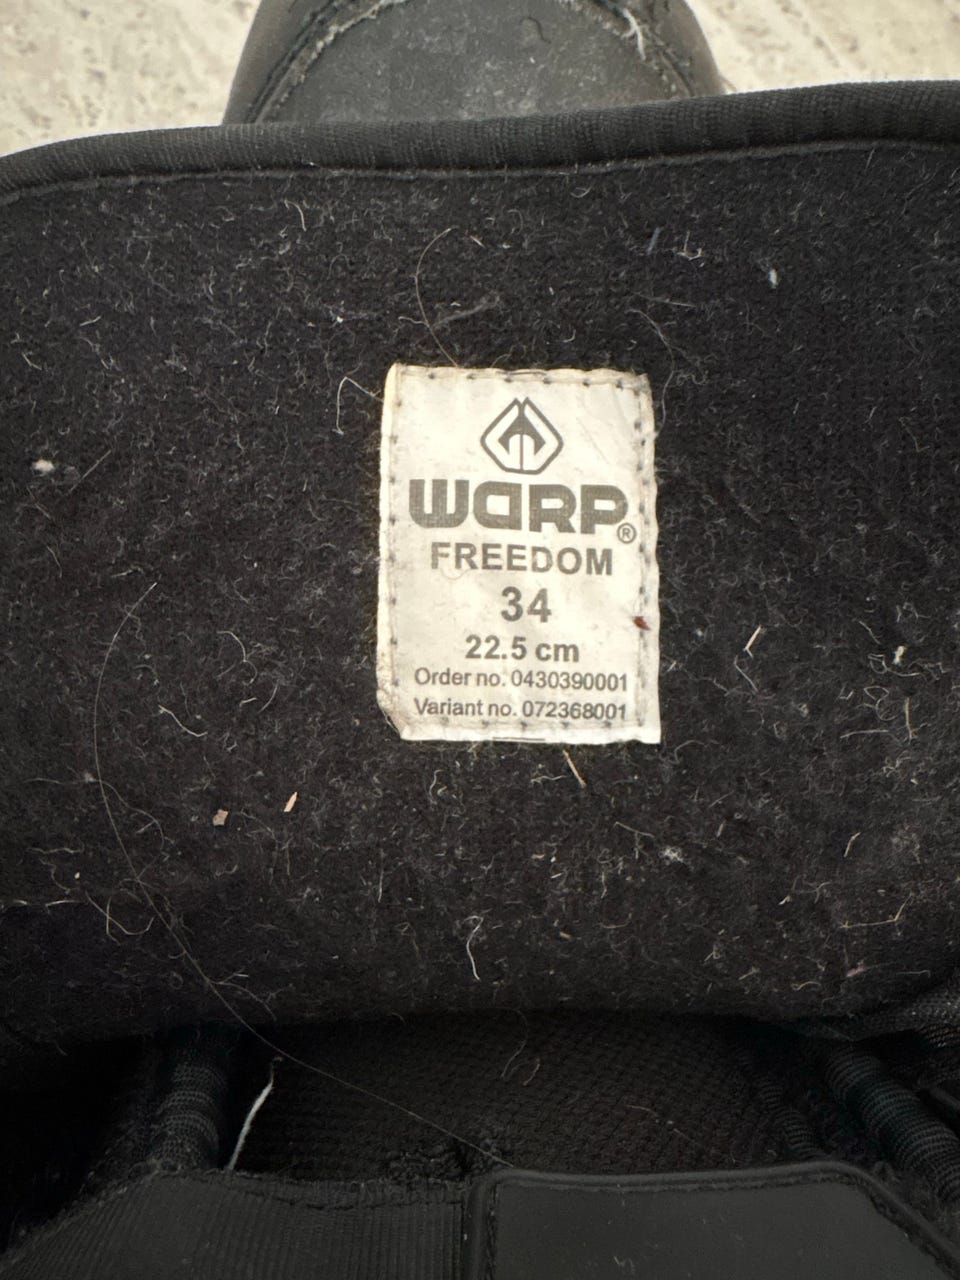 WARP®
FREEDOM
34
22.5 cm
Order no. 0430390001
Variant no. 072368001